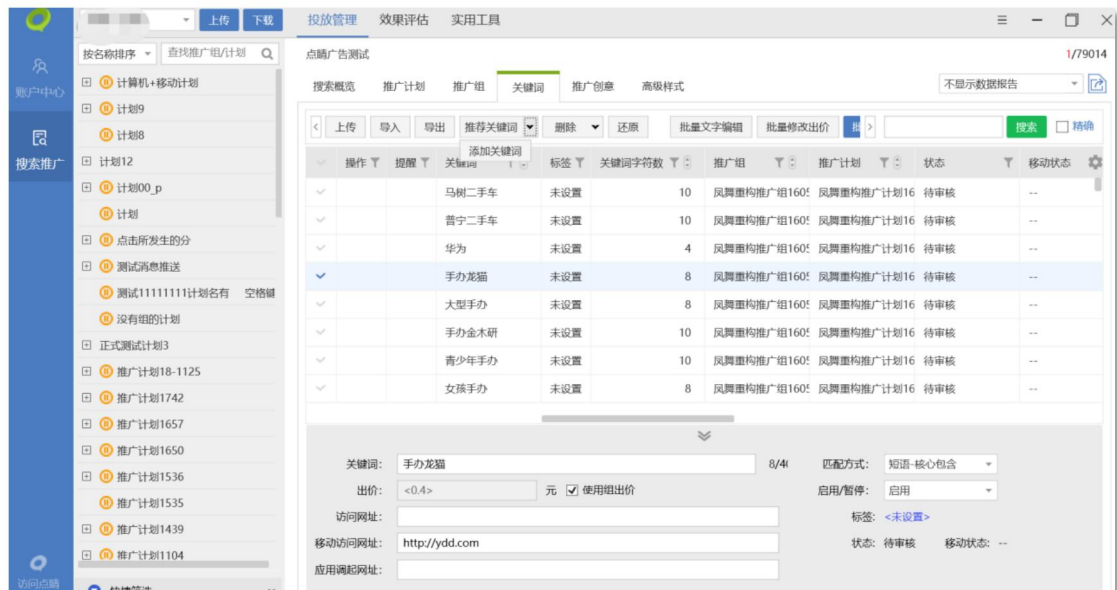 上传 下载 投放管理 效果评估 实用工具
按名称排序 查找推广组/计划 点睛广告测试 1/79014
账户中心
搜索推广
计算机+移动计划
计划9
计划8
计划12
计划00_p
计划
点击所发生的分
测试消息推送
测试11111111计划名有 空格键
没有组的计划
正式测试计划3
推广计划18-1125
推广计划1742
推广计划1657
推广计划1650
推广计划1536
推广计划1535
推广计划1439
推广计划1104
访问点睛
搜索概览 推广计划 推广组 关键词 推广创意 高级样式 不显示数据报告
上传 导入 导出 推荐关键词 删除 还原 批量文字编辑 批量修改出价 搜索 精确
添加关键词
操作 提醒 关键词 标签 关键词字符数 推广组 推广计划 状态 移动状态
马树二手车 未设置 10 凤舞重构推广组1605 凤舞重构推广计划16 待审核 --
普宁二手车 未设置 10 凤舞重构推广组1605 凤舞重构推广计划16 待审核 --
华为 未设置 4 凤舞重构推广组1605 凤舞重构推广计划16 待审核 --
手办龙猫 未设置 8 凤舞重构推广组1605 凤舞重构推广计划16 待审核 --
大型手办 未设置 8 凤舞重构推广组1605 凤舞重构推广计划16 待审核 --
手办金木研 未设置 10 凤舞重构推广组1605 凤舞重构推广计划16 待审核 --
青少年手办 未设置 10 凤舞重构推广组1605 凤舞重构推广计划16 待审核 --
女孩手办 未设置 8 凤舞重构推广组1605 凤舞重构推广计划16 待审核 --
关键词: 手办龙猫 8/4 匹配方式: 短语-核心包含
出价: <0.4> 元 使用组出价 启用/暂停: 启用
访问网址: 标签: <未设置>
移动访问网址: http://ydd.com 状态: 待审核 移动状态: --
应用调起网址: